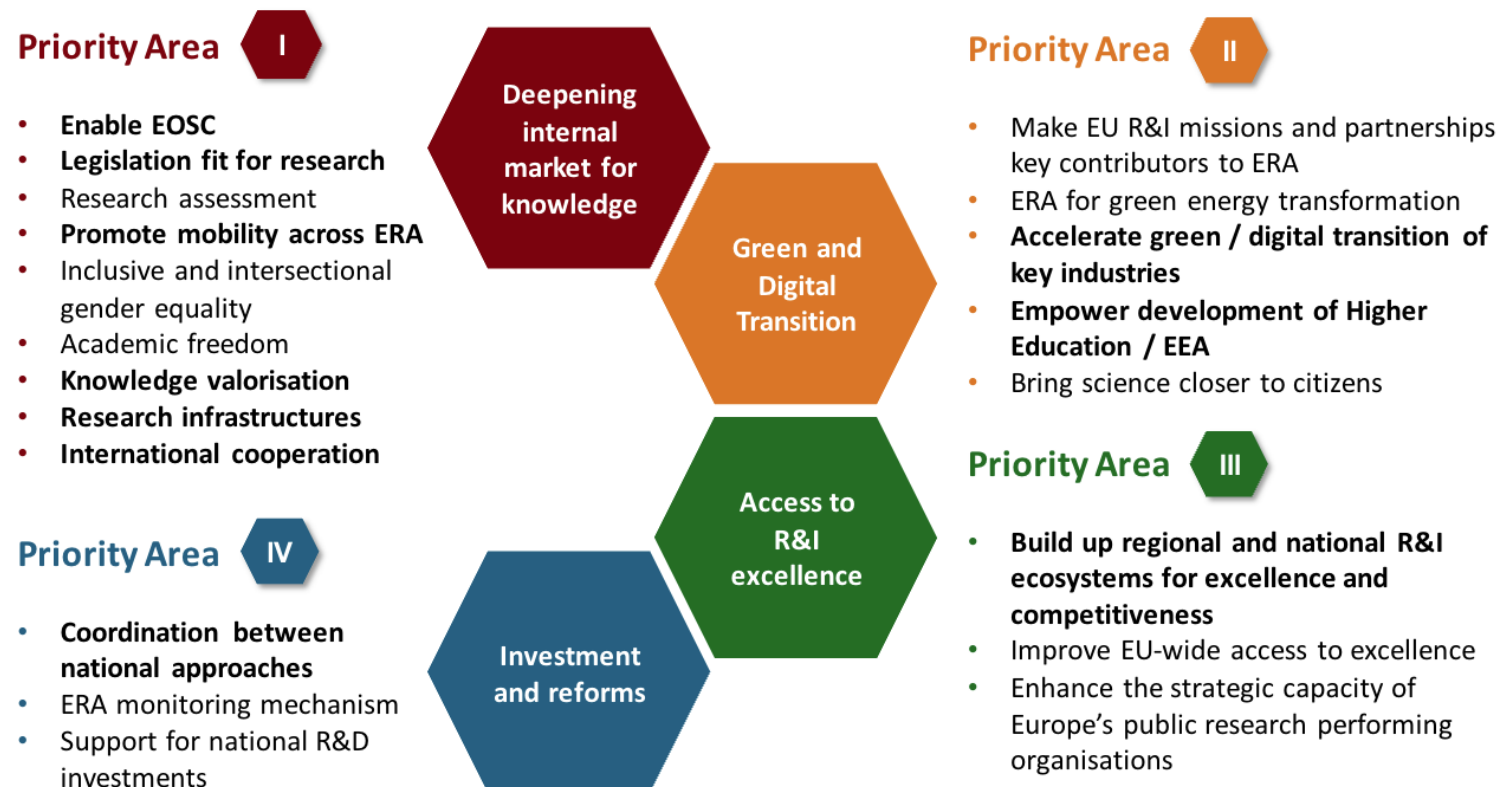 Priority Area I
• Enable EOSC
• Legislation fit for research
• Research assessment
• Promote mobility across ERA
• Inclusive and intersectional
gender equality
• Academic freedom
• Knowledge valorisation
• Research infrastructures
• International cooperation
Deepening
internal
market for
knowledge
Priority Area II
• Make EU R&I missions and partnerships
key contributors to ERA
• ERA for green energy transformation
• Accelerate green / digital transition of
key industries
• Empower development of Higher
Education / EEA
• Bring science closer to citizens
Green and
Digital
Transition
Priority Area III
• Build up regional and national R&I
ecosystems for excellence and
competitiveness
• Improve EU-wide access to excellence
• Enhance the strategic capacity of
Europe's public research performing
organisations
Access to
R&I
excellence
Priority Area IV
• Coordination between
national approaches
• ERA monitoring mechanism
• Support for national R&D
investments
Investment
and reforms